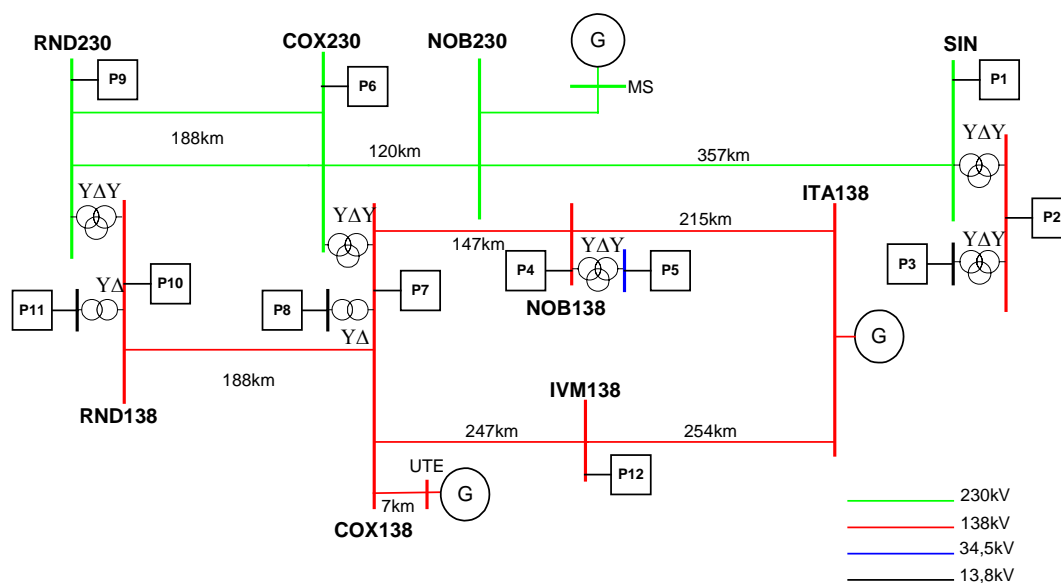 RND230
COX230
NOB230
G
SIN
P9
P6
MS
P1
188km
120km
357km
YΔY
YΔY
YΔY
ITA138
215km
147km
YΔY
P2
P4
P5
P3
YΔY
P10
P7
YΔ
P11
P8
NOB138
YΔ
G
188km
IVM138
RND138
247km
254km
UTE
P12
G
7km
COX138
230kV
138kV
34,5kV
13,8kV